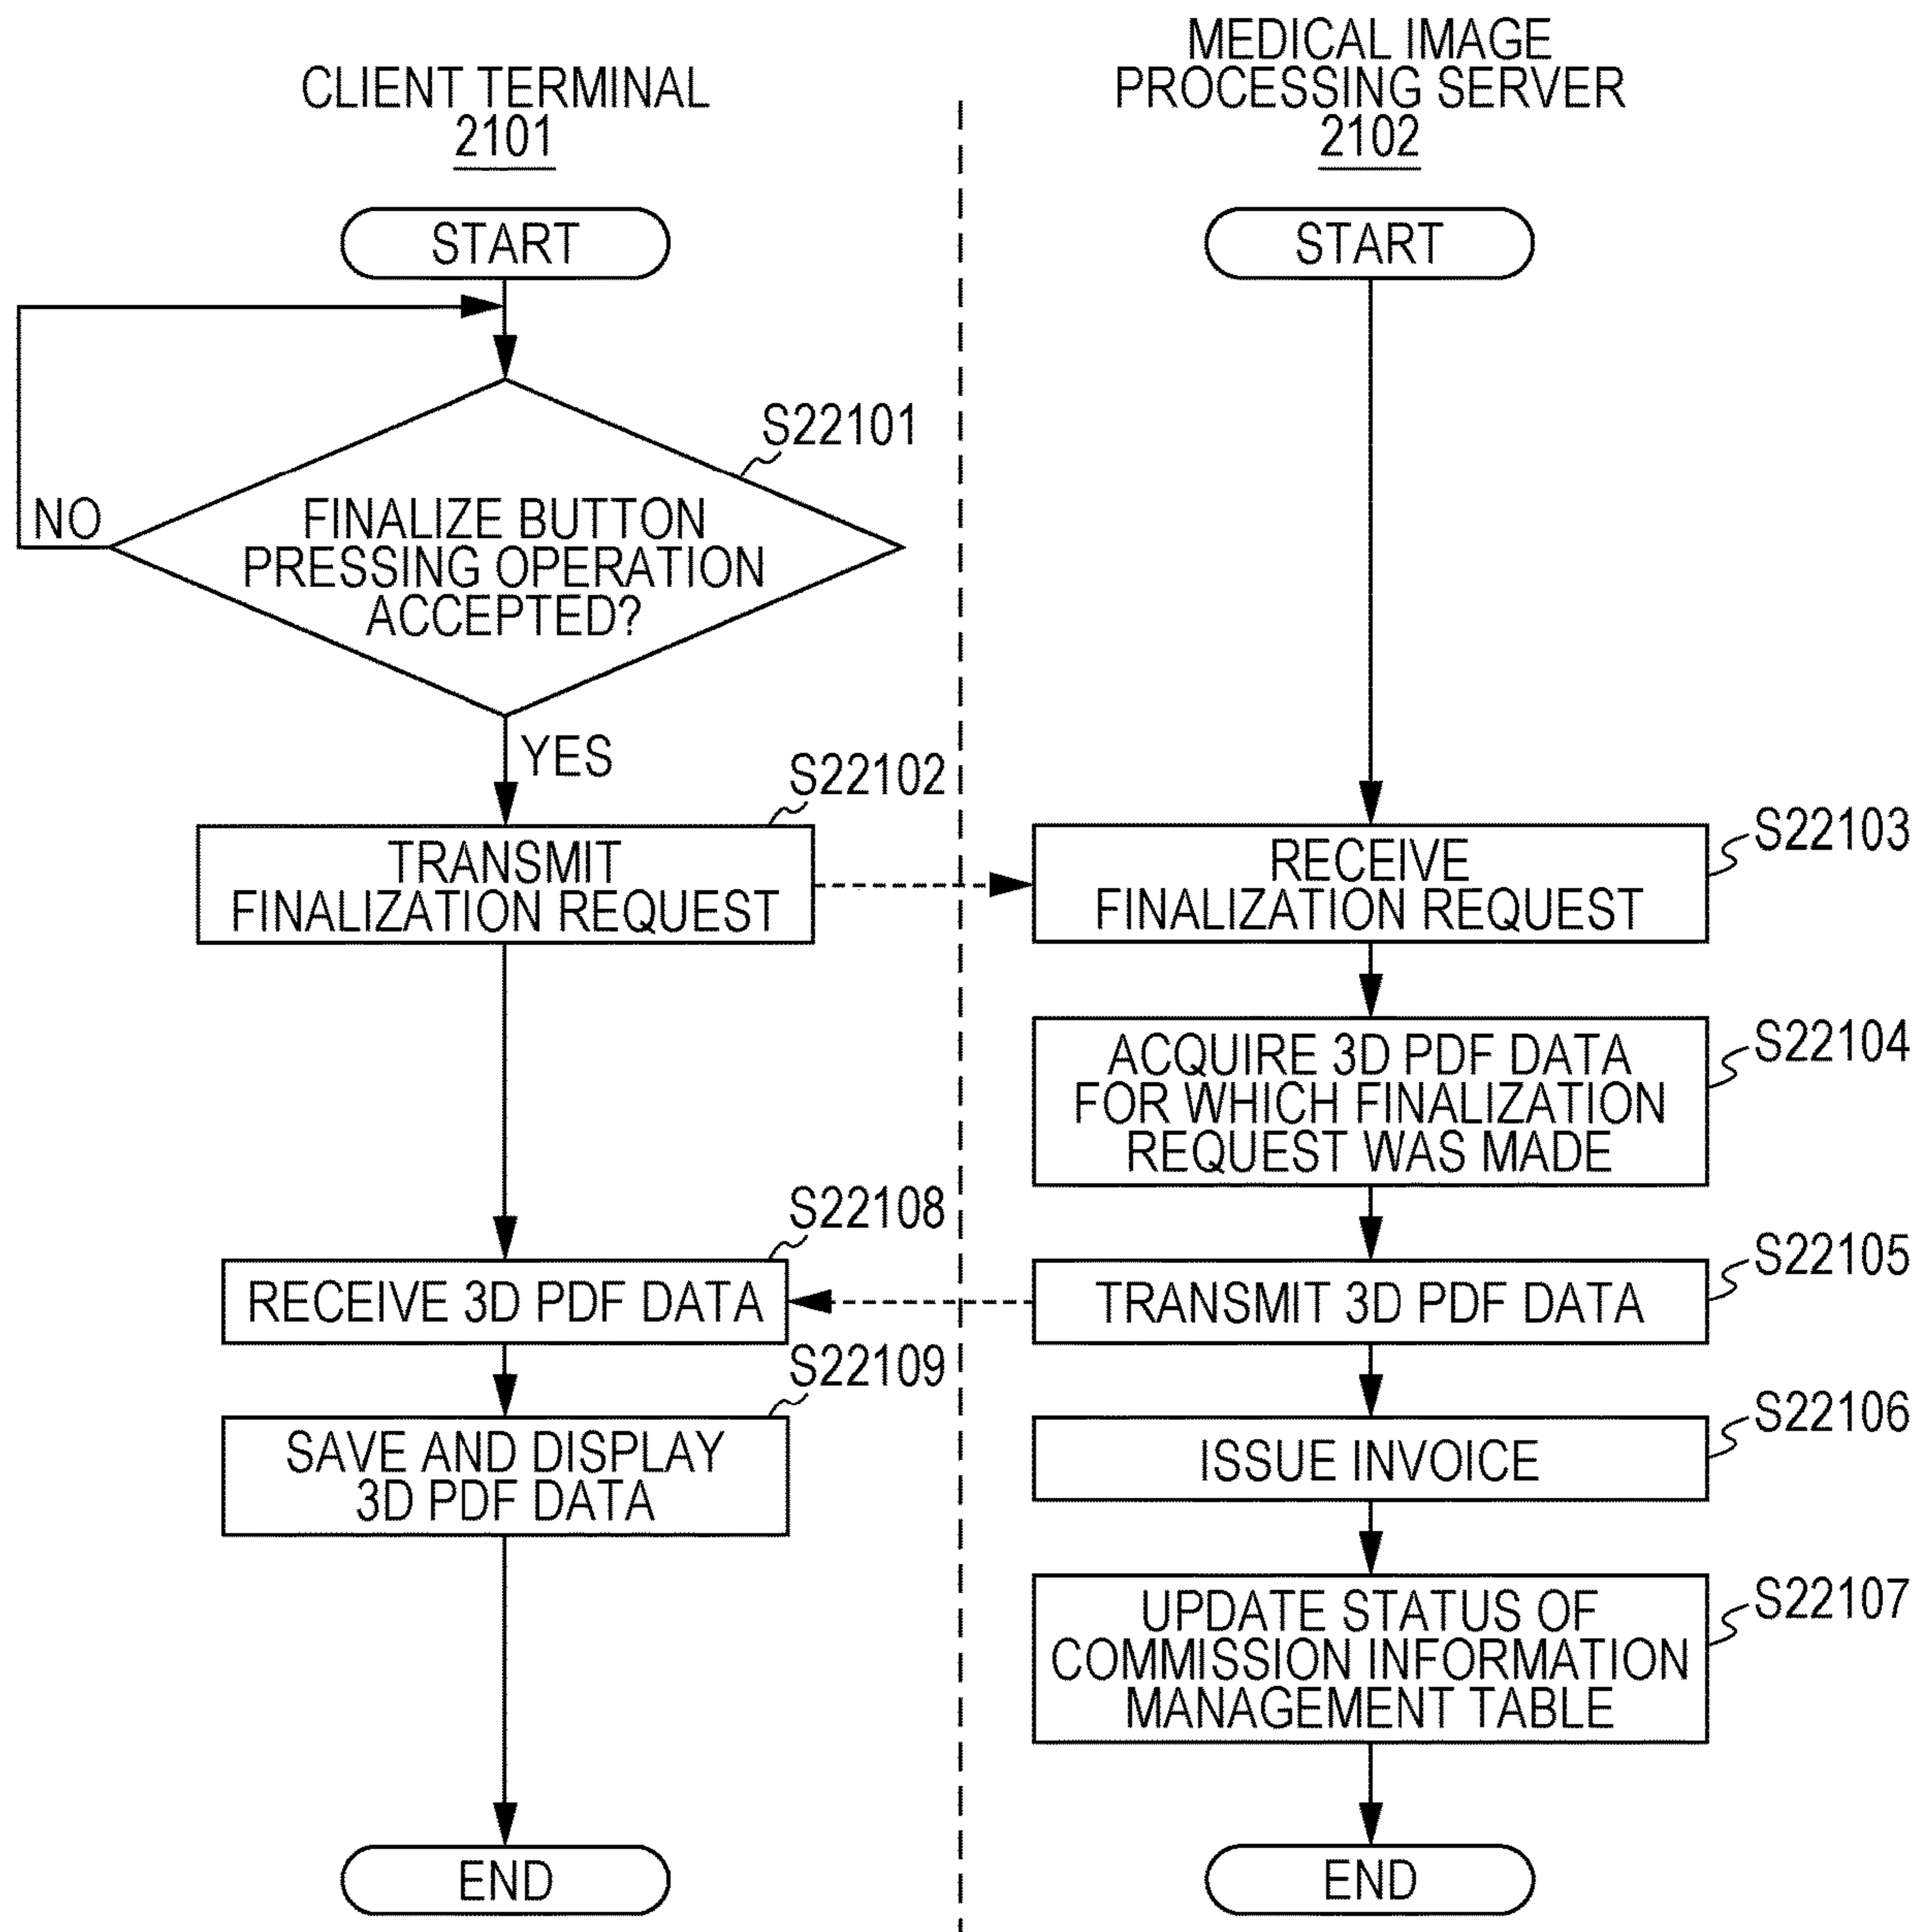 CLIENT TERMINAL
2101
START
S22101
NO
FINALIZE BUTTON
PRESSING OPERATION
ACCEPTED?
YES
S22102
TRANSMIT
FINALIZATION REQUEST
S22108
RECEIVE 3D PDF DATA
S22109
SAVE AND DISPLAY
3D PDF DATA
END
MEDICAL IMAGE
PROCESSING SERVER
2102
START
S22103
RECEIVE
FINALIZATION REQUEST
S22104
ACQUIRE 3D PDF DATA
FOR WHICH FINALIZATION
REQUEST WAS MADE
S22105
TRANSMIT 3D PDF DATA
S22106
ISSUE INVOICE
S22107
UPDATE STATUS OF
COMMISSION INFORMATION
MANAGEMENT TABLE
END